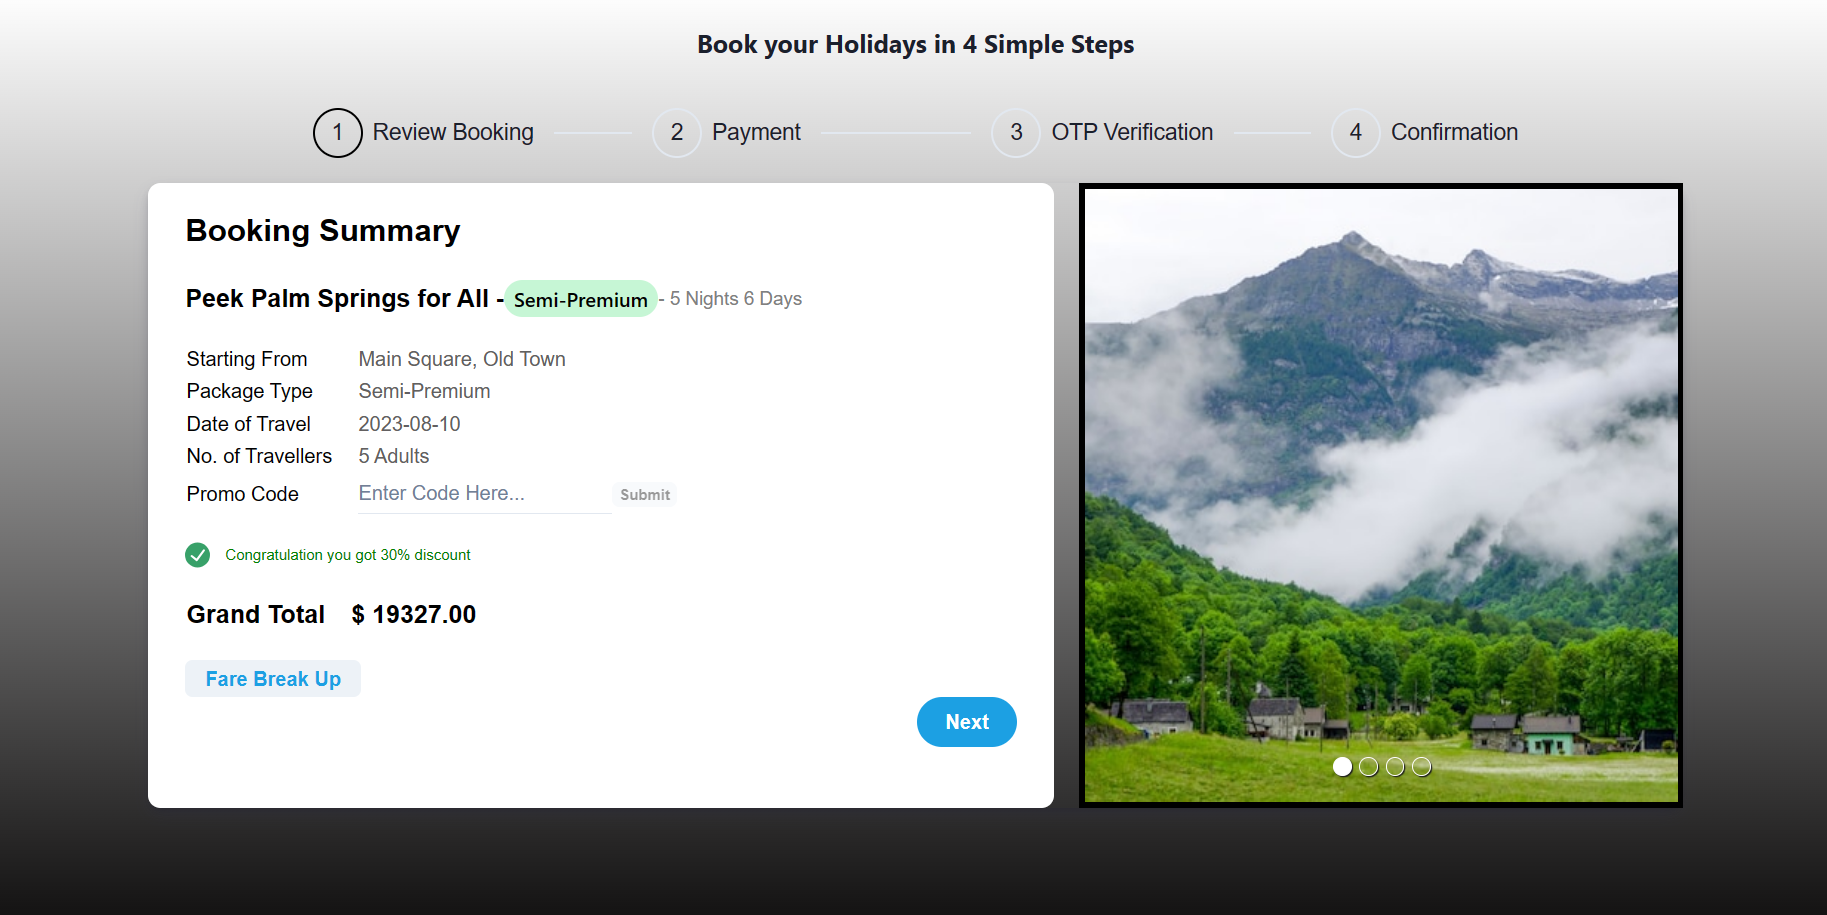 Book your Holidays in 4 Simple Steps
1 Review Booking 2 Payment 3 OTP Verification 4 Confirmation
Booking Summary
Peek Palm Springs for All - Semi-Premium - 5 Nights 6 Days
Starting From Main Square, Old Town
Package Type Semi-Premium
Date of Travel 2023-08-10
No. of Travellers 5 Adults
Promo Code Enter Code Here... Submit
Congratulation you got 30% discount
Grand Total $ 19327.00
Fare Break Up
Next